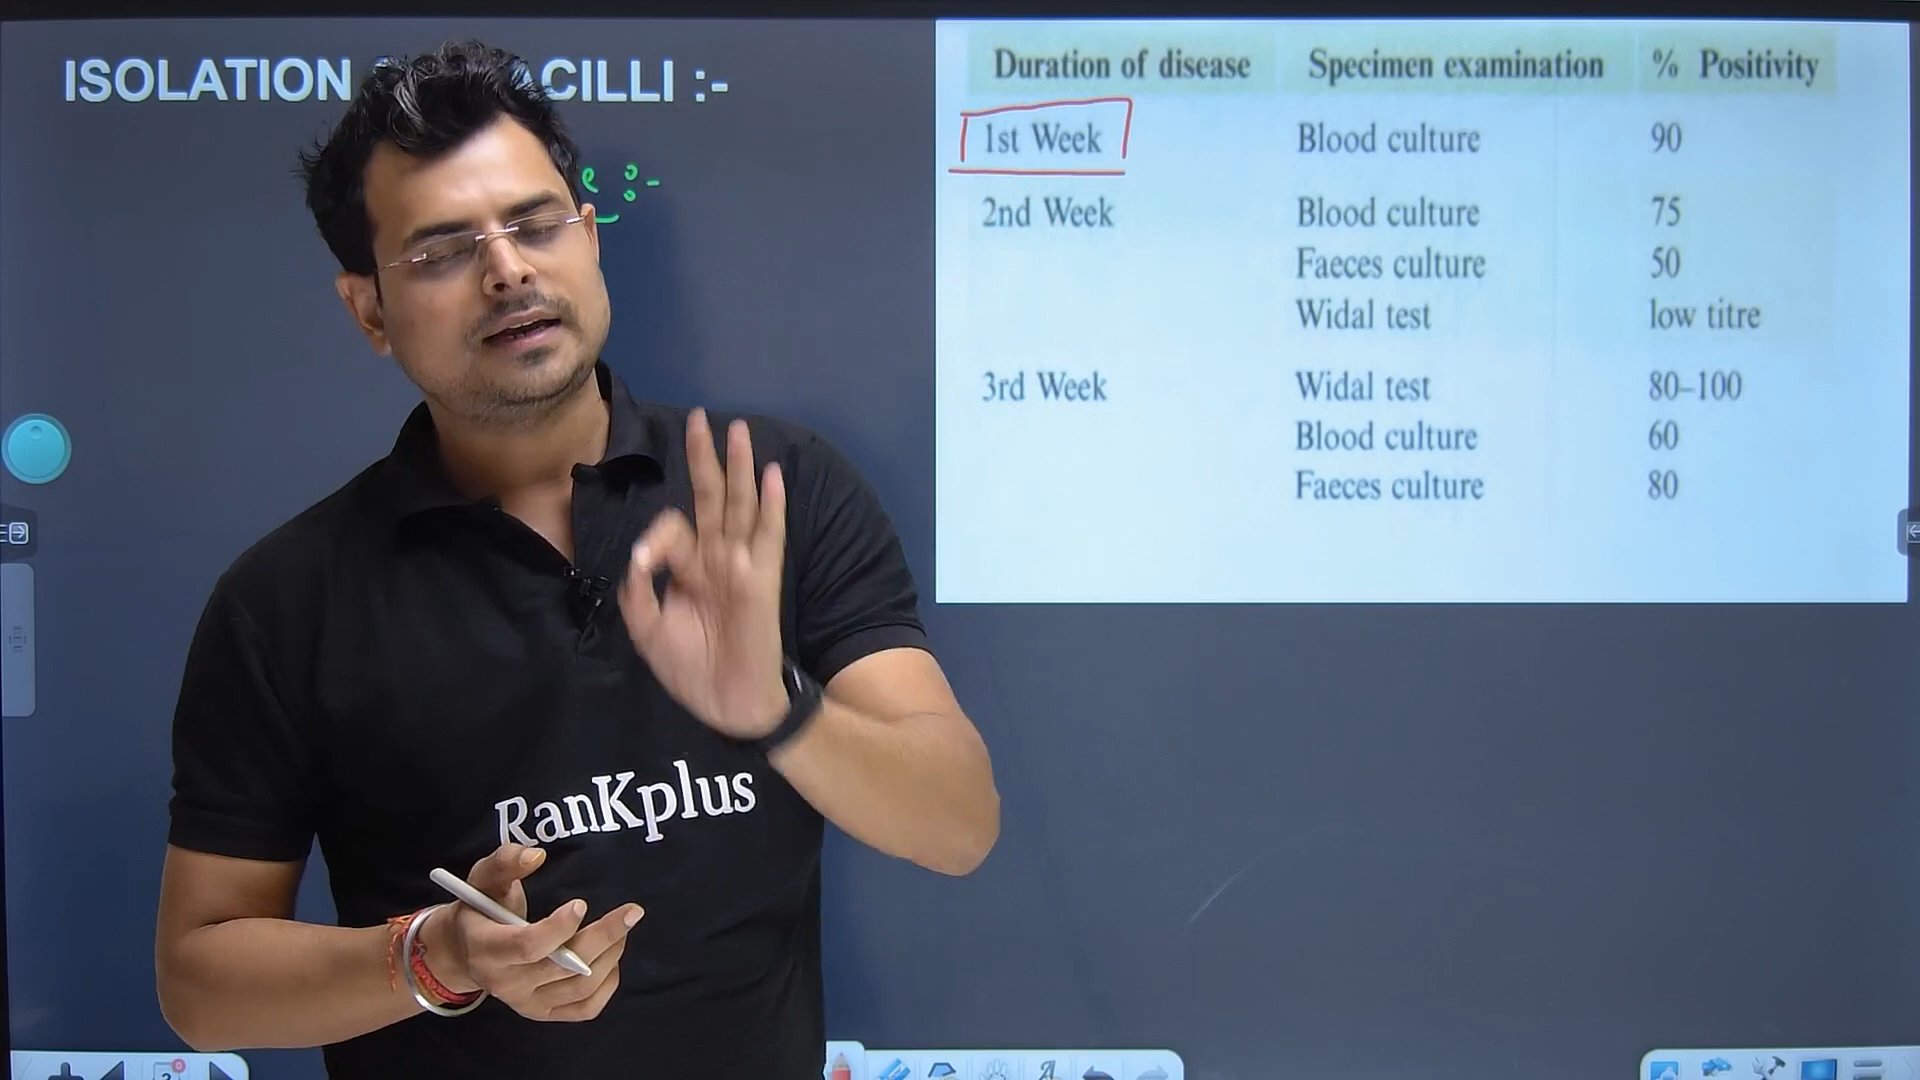 ISOLATION CILLI :-
e :-
Duration of disease Specimen examination % Positivity
1st Week Blood culture 90
2nd Week Blood culture 75
Faeces culture 50
Widal test low titre
3rd Week Widal test 80–100
Blood culture 60
Faeces culture 80
RanKplus